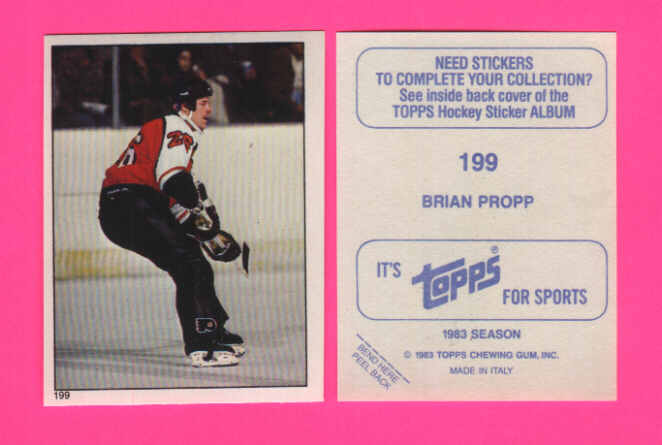 26
199
NEED STICKERS
TO COMPLETE YOUR COLLECTION?
See inside back cover of the
TOPPS Hockey Sticker ALBUM
199
BRIAN PROPP
IT'S topps® FOR SPORTS
1983 SEASON
© 1983 TOPPS CHEWING GUM, INC.
MADE IN ITALY
BEND HERE
PEEL BACK